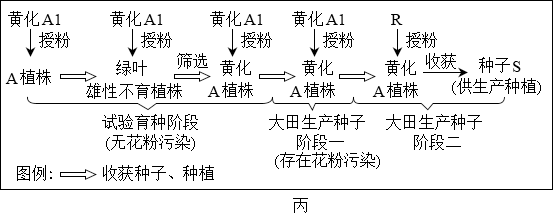 黄化A1 黄化A1 黄化A1 黄化A1 R
授粉 授粉 授粉 授粉 授粉
A植株 绿叶 雄性不育植株 筛选 黄化 A植株 黄化 A植株 黄化 A植株 收获 种子S (供生产种植)
试验育种阶段 (无花粉污染) 大田生产种子 阶段一 (存在花粉污染) 大田生产种子 阶段二
图例: 收获种子、种植
丙